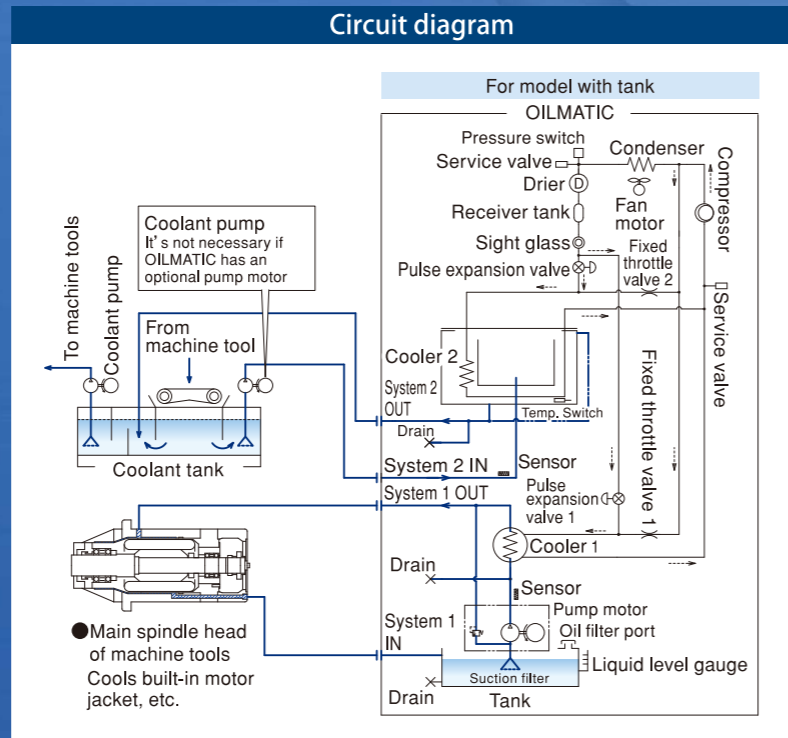 Circuit diagram
For model with tank
OILMATIC
Pressure switch
Service valve
Condenser
Compressor
Drier
D
Fan
motor
Receiver tank
Sight glass
Fixed
throttle
valve 2
Pulse expansion valve
Service valve
Coolant pump
It's not necessary if
OILMATIC has an
optional pump motor
To machine tools
Coolant pump
From
machine tool
Coolant tank
Cooler 2
System 2
OUT
Temp. Switch
Drain
Fixed throttle valve 1
System 2 IN
Sensor
System 1 OUT
Pulse
expansion
valve 1
Cooler 1
Drain
Sensor
System 1
IN
Pump motor
Oil filter port
Liquid level gauge
Suction filter
Drain
Tank
●Main spindle head
of machine tools
Cools built-in motor
jacket, etc.